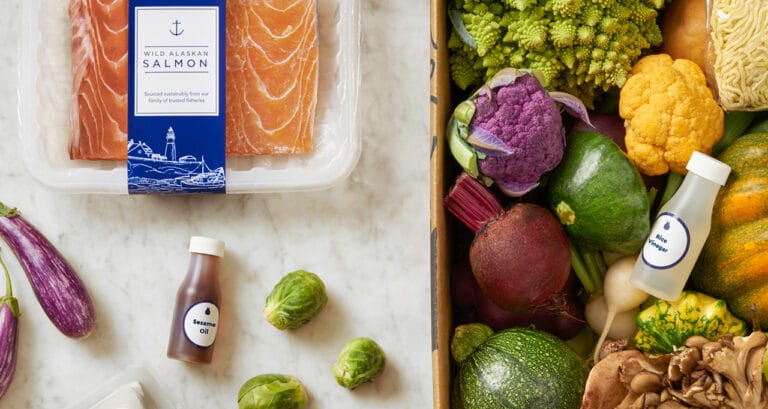 WILD ALASKAN
SALMON
Sourced sustainably from our
family of trusted fisheries
Sesame
Oil
Rice
Vinegar